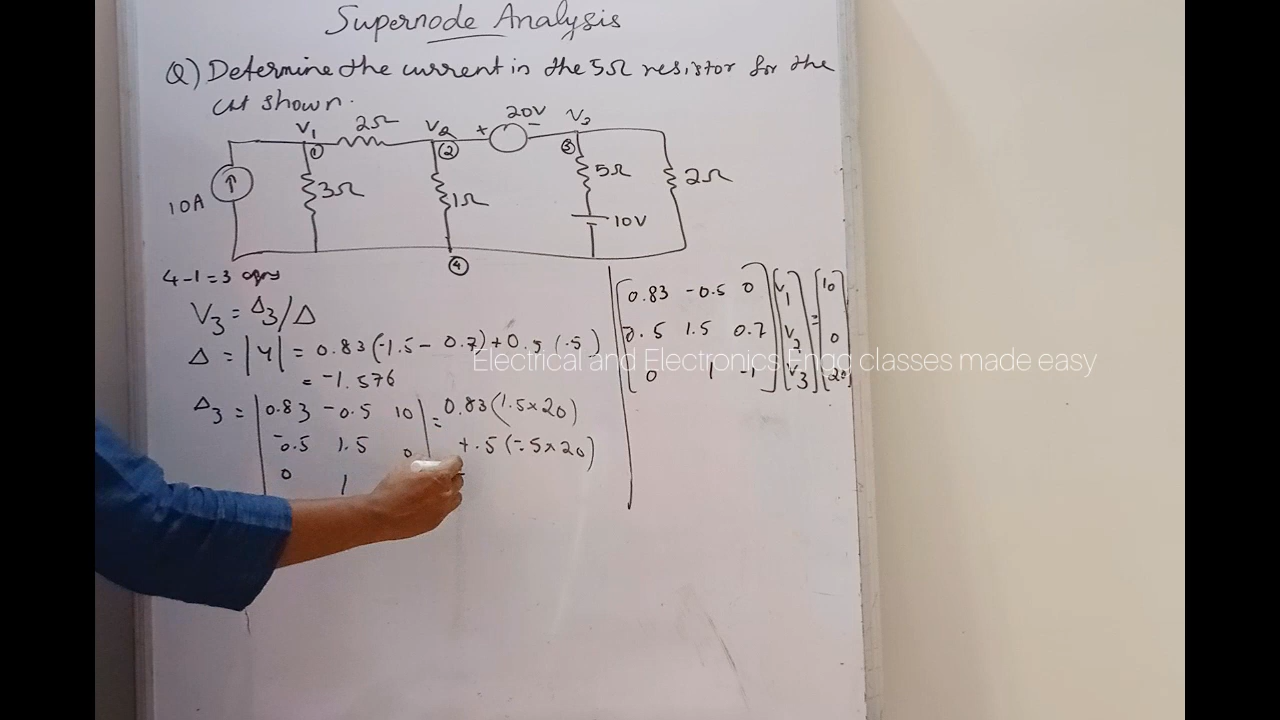 Supernode Analysis
Q) Determine the current in the 5Ω resistor for the
ckt shown.
20V
V1 2Ω V2 + - V3
① ② ③
5Ω
10A 3Ω 1Ω 2Ω
10V
④
4-1=3 eqns
V3 = Δ3/Δ
Δ = |Y| = 0.83(-1.5-0.7)+0.5(-.5)
= -1.576
Δ3 = | 0.83 -0.5 10 | = 0.83(1.5×20)
-0.5 1.5 0 +.5(-.5×20)
0 1
[ 0.83 -0.5 0 ] [ V1 ] = [ 10 ]
0.5 1.5 0.7 V2 0
0 1 -1 V3 20
Electrical and Electronics Engg classes made easy